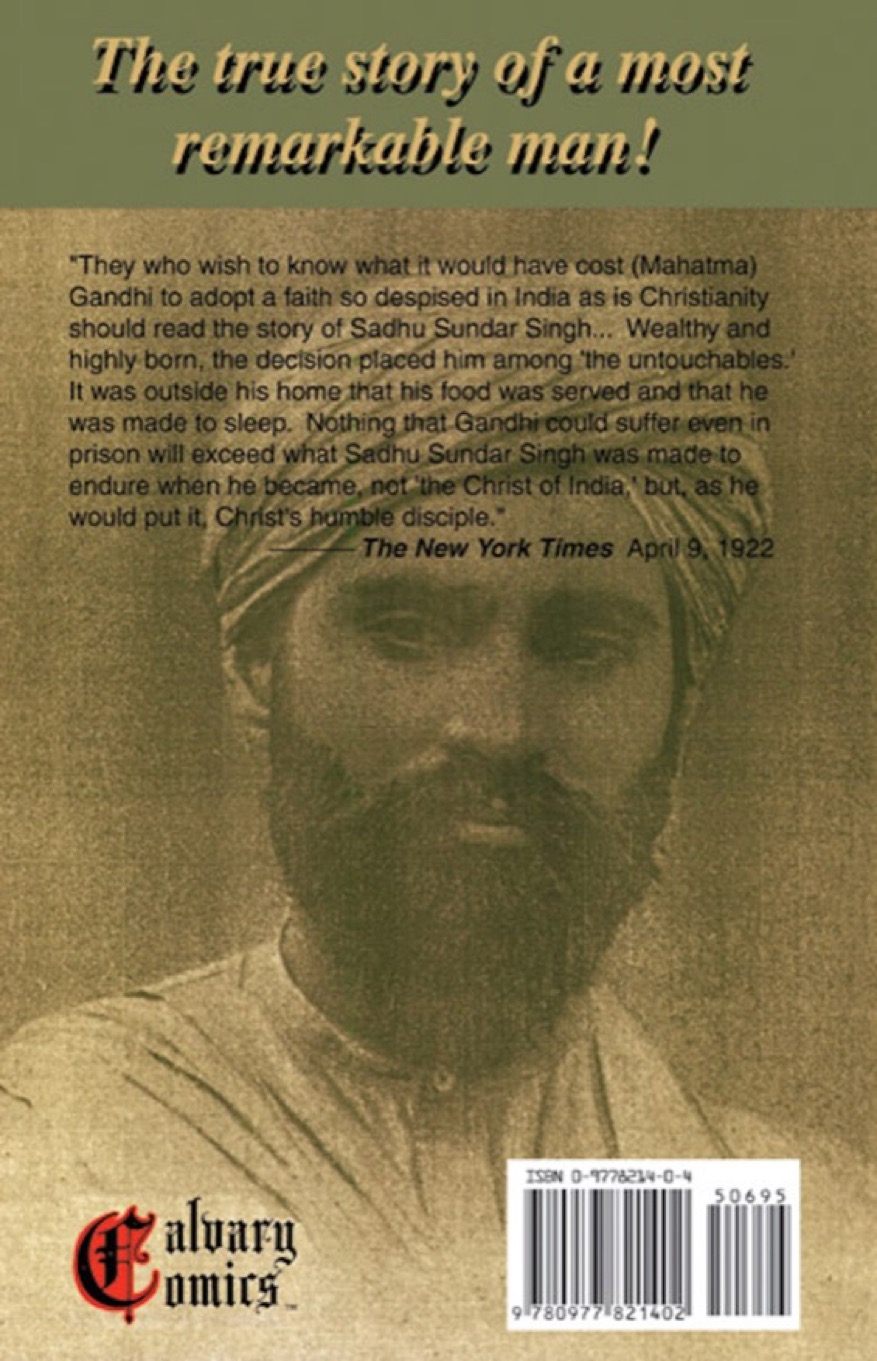 The true story of a most
remarkable man!
"They who wish to know what it would have cost (Mahatma)
Gandhi to adopt a faith so despised in India as is Christianity
should read the story of Sadhu Sundar Singh... Wealthy and
highly born, the decision placed him among 'the untouchables.'
It was outside his home that his food was served and that he
was made to sleep. Nothing that Gandhi could suffer even in
prison will exceed what Sadhu Sundar Singh was made to
endure when he became, not 'the Christ of India,' but, as he
would put it, Christ's humble disciple."
——— The New York Times April 9, 1922
Calvary
Comics™
ISBN 0-9778214-0-4
50695
9 780977 821402